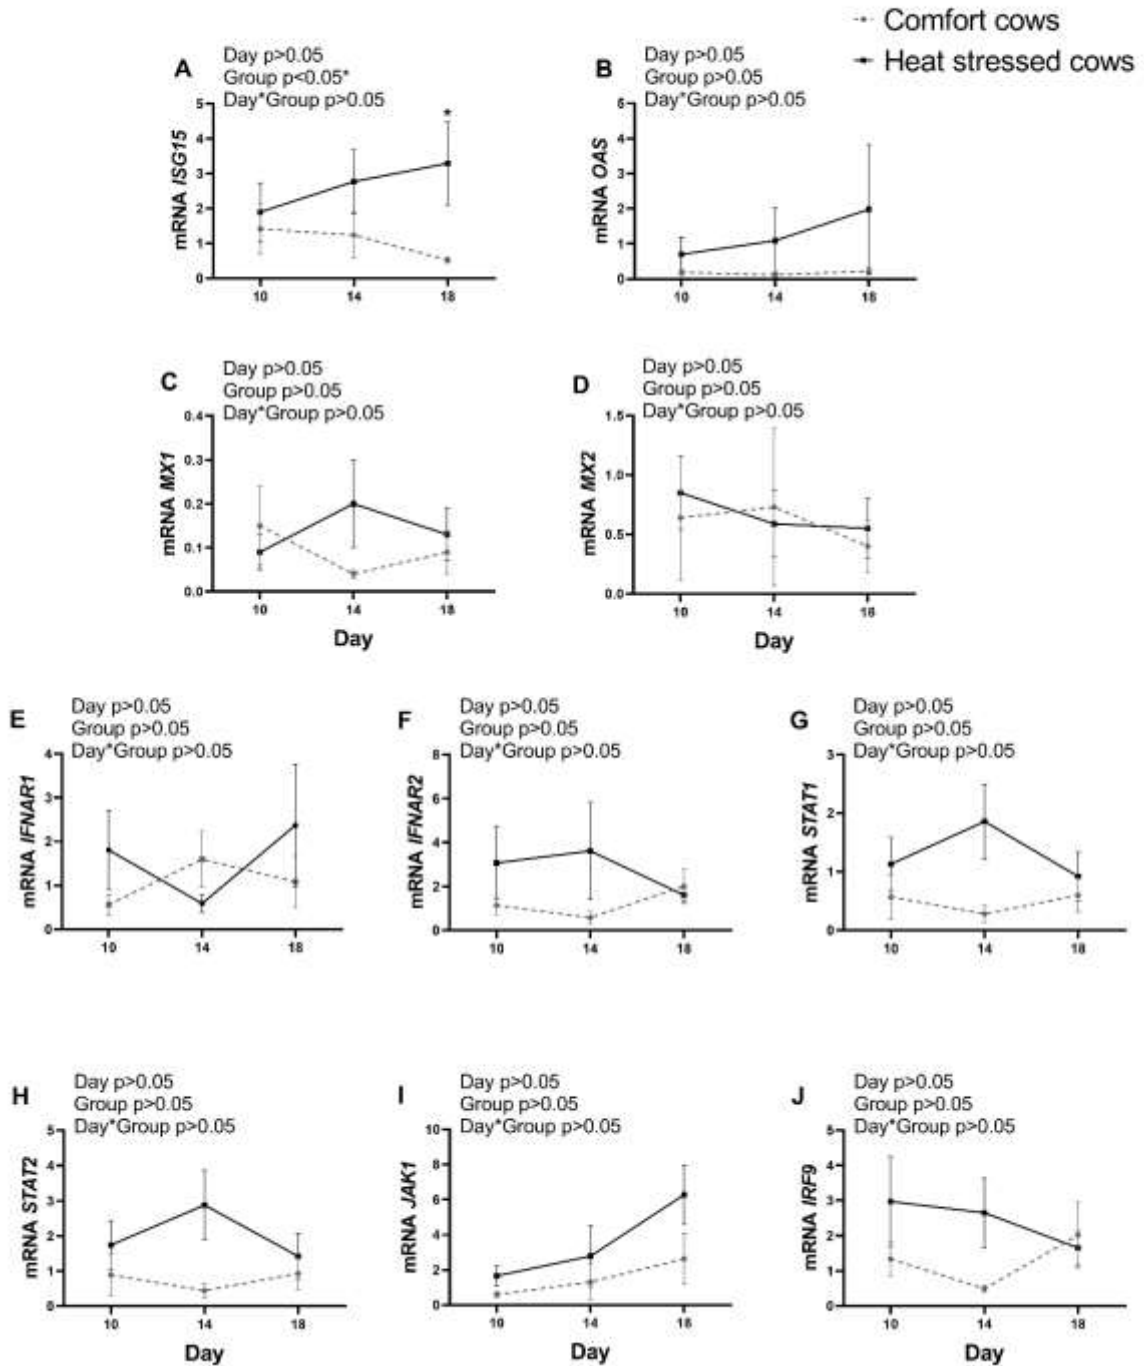 Comfort cows
Heat stressed cows
A
Day p>0.05
Group p<0.05*
Day*Group p>0.05
mRNA ISG15
5
4
3
2
1
0
*
10
14
18
B
Day p>0.05
Group p>0.05
Day*Group p>0.05
mRNA OAS
6
4
2
0
10
14
18
C
Day p>0.05
Group p>0.05
Day*Group p>0.05
mRNA MX1
0.4
0.3
0.2
0.1
0.0
10
14
18
Day
D
Day p>0.05
Group p>0.05
Day*Group p>0.05
mRNA MX2
1.5
1.0
0.5
0.0
10
14
18
Day
E
Day p>0.05
Group p>0.05
Day*Group p>0.05
mRNA IFNAR1
4
3
2
1
0
10
14
18
F
Day p>0.05
Group p>0.05
Day*Group p>0.05
mRNA IFNAR2
8
6
4
2
0
10
14
18
G
Day p>0.05
Group p>0.05
Day*Group p>0.05
mRNA STAT1
3
2
1
0
10
14
18
H
Day p>0.05
Group p>0.05
Day*Group p>0.05
mRNA STAT2
5
4
3
2
1
0
10
14
18
Day
I
Day p>0.05
Group p>0.05
Day*Group p>0.05
mRNA JAK1
10
8
6
4
2
0
10
14
18
Day
J
Day p>0.05
Group p>0.05
Day*Group p>0.05
mRNA IRF9
5
4
3
2
1
0
10
14
18
Day